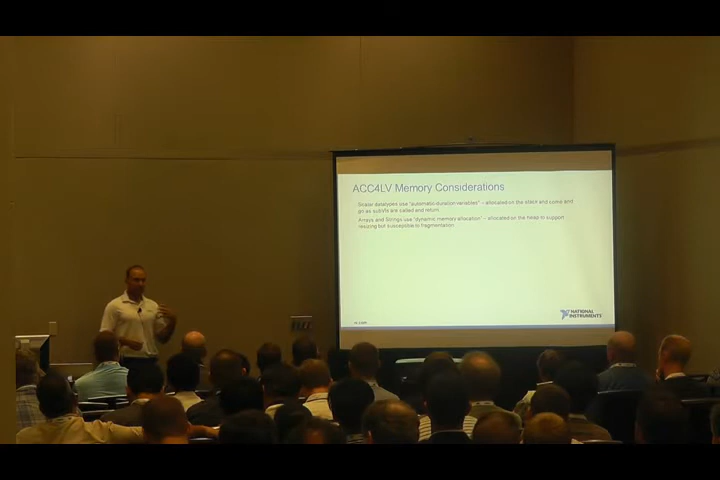 ACC4LV Memory Considerations
Scalar datatypes use "automatic duration variables" – allocated on the stack and come and
go as subVIs are called and return.
Arrays and Strings use "dynamic memory allocation" – allocated on the heap to support
resizing but susceptible to fragmentation
NATIONAL
INSTRUMENTS